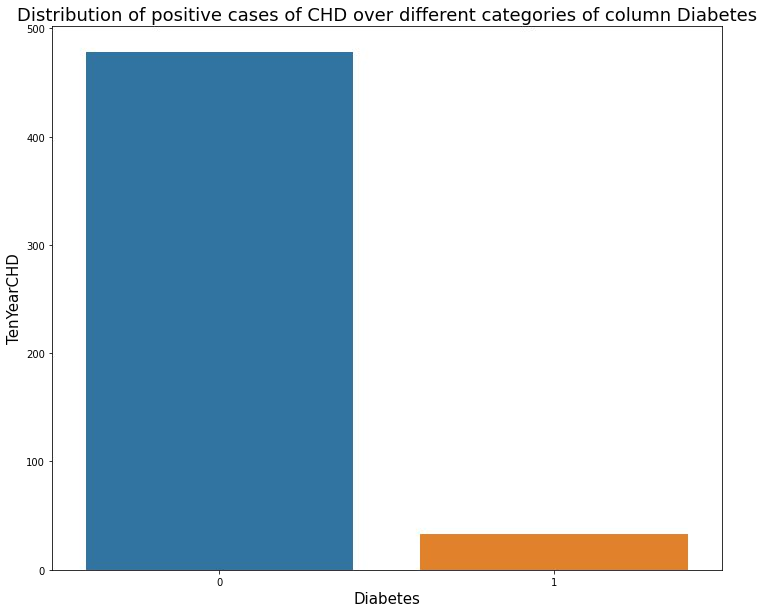 Distribution of positive cases of CHD over different categories of column Diabetes
500
400
300
200
100
0
TenYearCHD
0 1
Diabetes